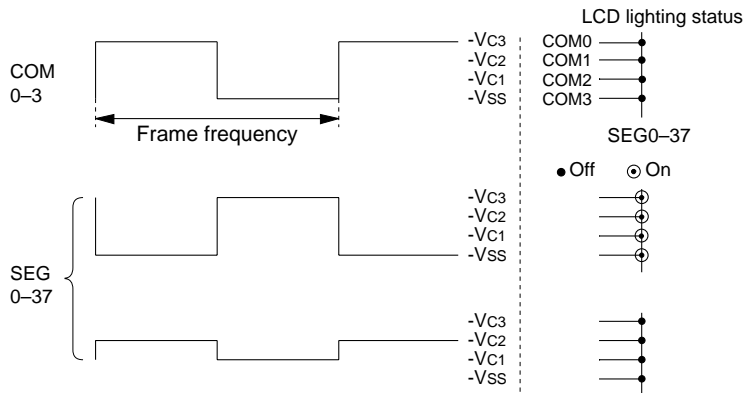 LCD lighting status
-VC3
-VC2
-VC1
-VSS
COM
0–3
COM0
COM1
COM2
COM3
Frame frequency
SEG0–37
Off On
-VC3
-VC2
-VC1
-VSS
SEG
0–37
-VC3
-VC2
-VC1
-VSS